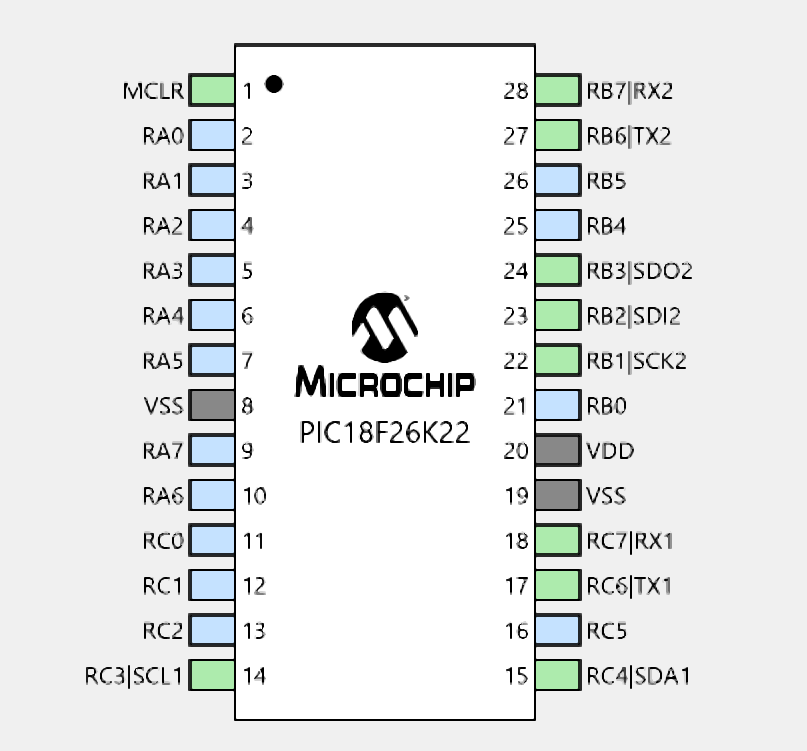 MCLR 1 28 RB7|RX2
RA0 2 27 RB6|TX2
RA1 3 26 RB5
RA2 4 25 RB4
RA3 5 24 RB3|SDO2
RA4 6 23 RB2|SDI2
RA5 7 22 RB1|SCK2
MICROCHIP
VSS 8 21 RB0
PIC18F26K22
RA7 9 20 VDD
RA6 10 19 VSS
RC0 11 18 RC7|RX1
RC1 12 17 RC6|TX1
RC2 13 16 RC5
RC3|SCL1 14 15 RC4|SDA1